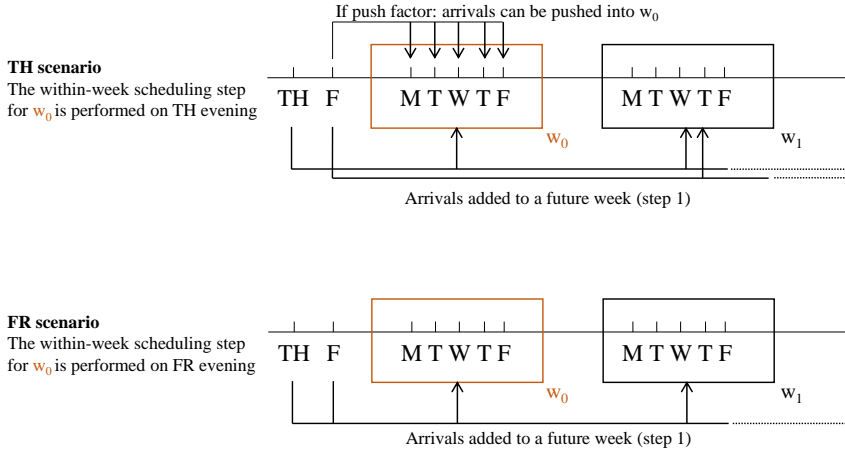 If push factor: arrivals can be pushed into w0
TH scenario
The within-week scheduling step
for w0 is performed on TH evening
TH F M T W T F M T W T F
w0
w1
Arrivals added to a future week (step 1)
FR scenario
The within-week scheduling step
for w0 is performed on FR evening
TH F M T W T F M T W T F
w0
w1
Arrivals added to a future week (step 1)